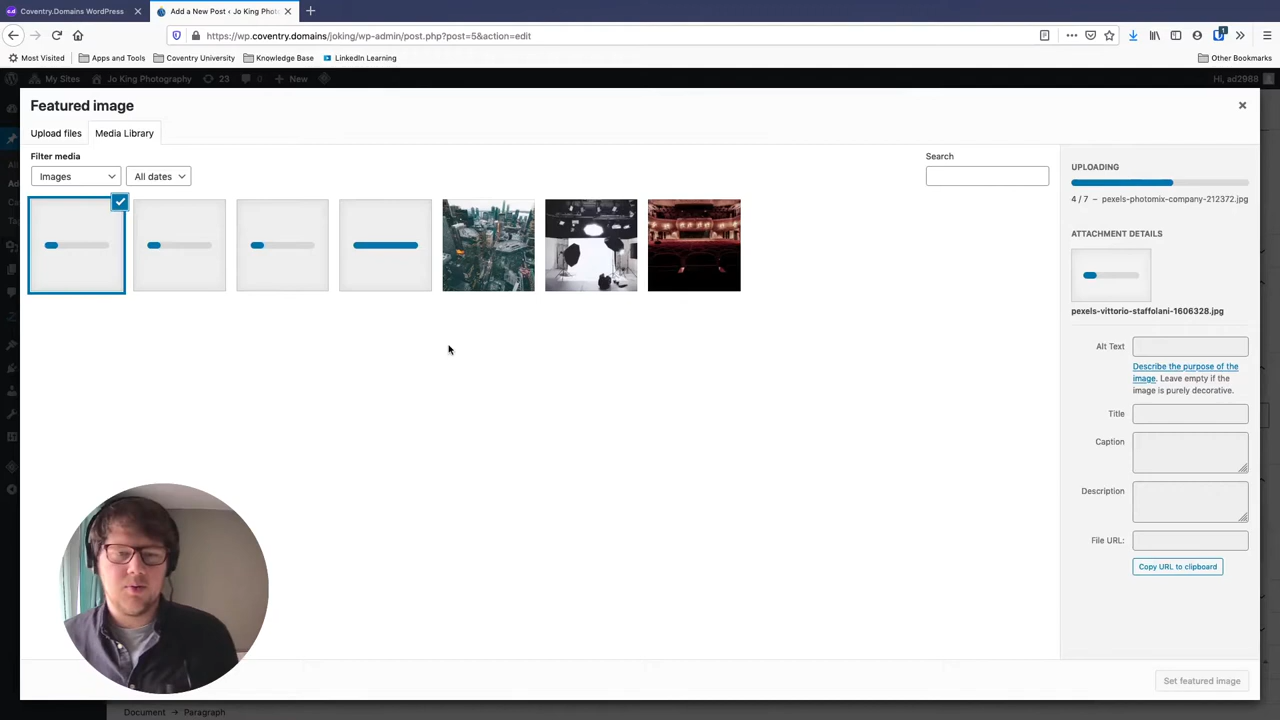 Coventry.Domains WordPress
Add a New Post ‹ Jo King Phot
https://wp.coventry.domains/joking/wp-admin/post.php?post=5&action=edit
Most Visited
Apps and Tools
Coventry University
Knowledge Base
LinkedIn Learning
Other Bookmarks
My Sites
Jo King Photography
23
0
New
Hi, ad2988
Featured image
Upload files
Media Library
Filter media
Images
All dates
Search
UPLOADING
4 / 7 – pexels-photomix-company-212372.jpg
ATTACHMENT DETAILS
pexels-vittorio-staffolani-1606328.jpg
Alt Text
Describe the purpose of the
image. Leave empty if the
image is purely decorative.
Title
Caption
Description
File URL:
Copy URL to clipboard
Set featured image
Document → Paragraph